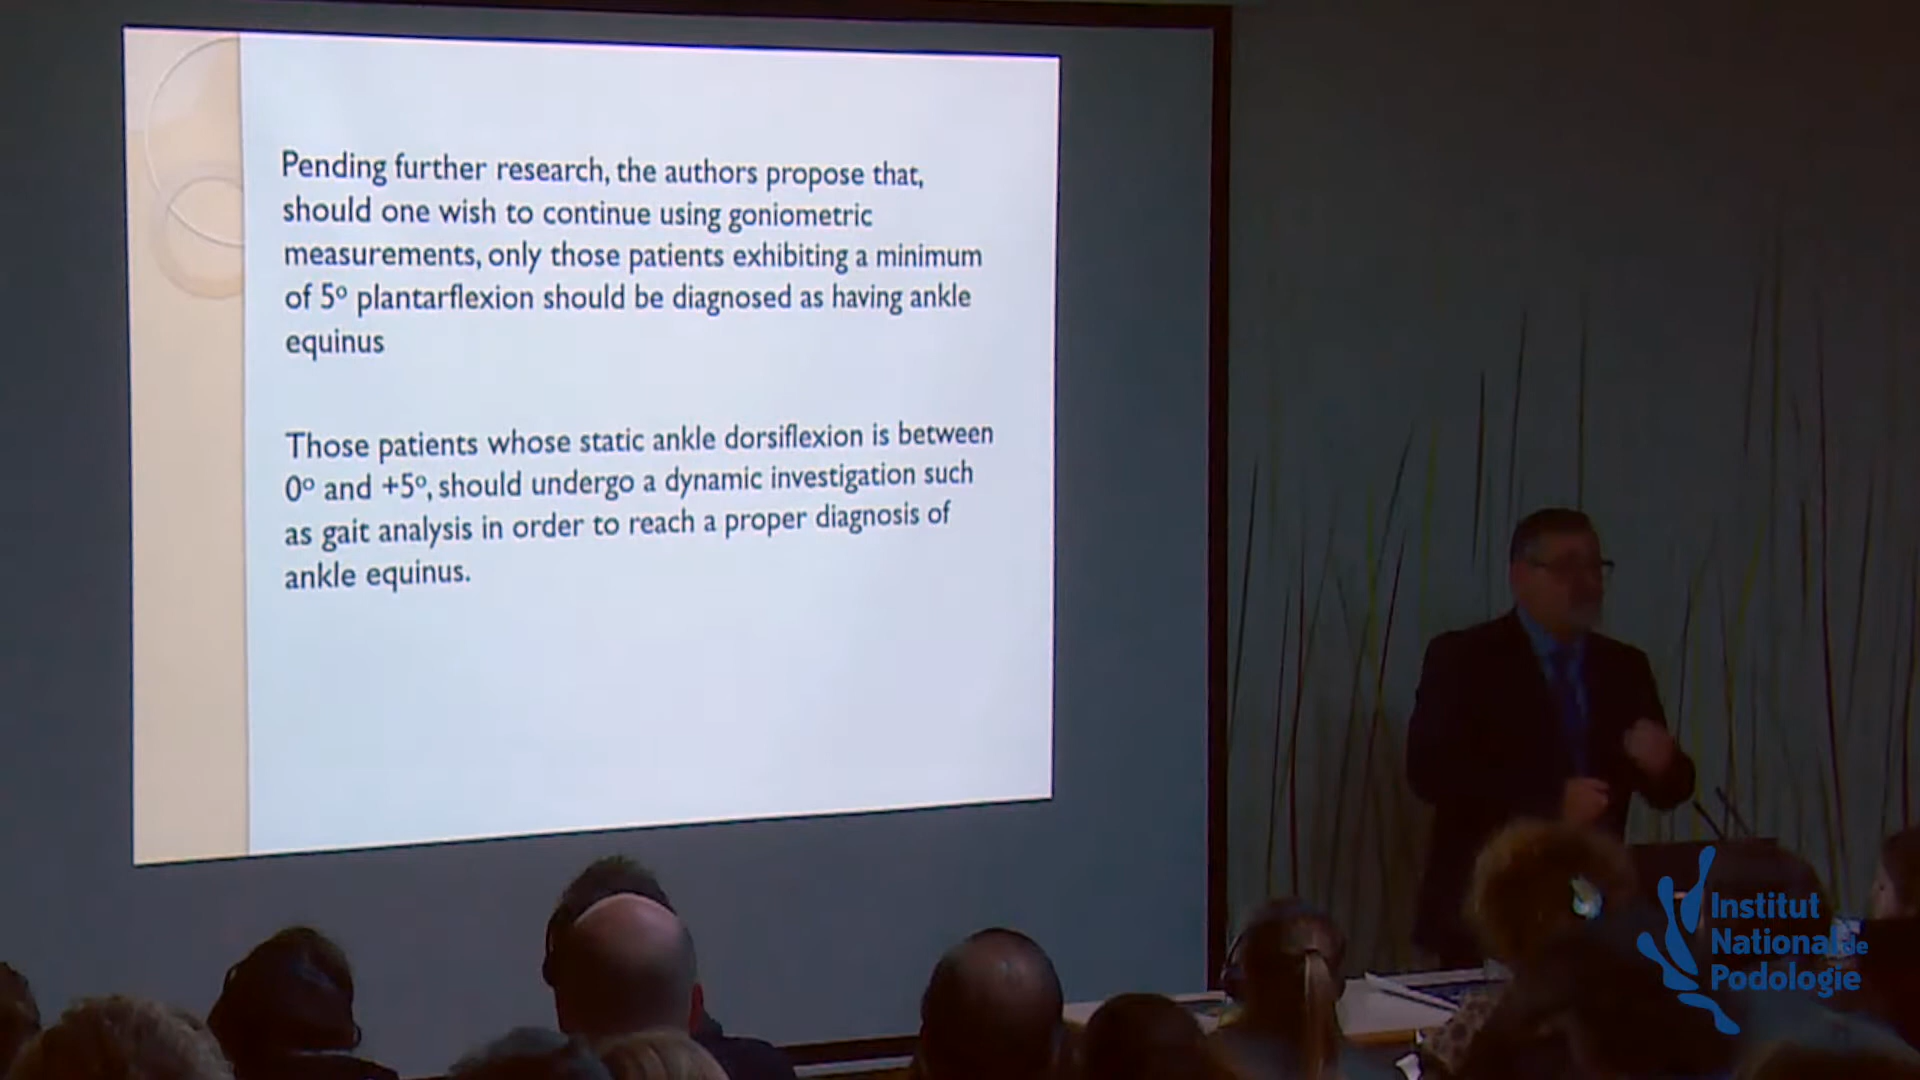 Pending further research, the authors propose that,
should one wish to continue using goniometric
measurements, only those patients exhibiting a minimum
of 5º plantarflexion should be diagnosed as having ankle
equinus
Those patients whose static ankle dorsiflexion is between
0º and +5º, should undergo a dynamic investigation such
as gait analysis in order to reach a proper diagnosis of
ankle equinus.
Institut
National de
Podologie